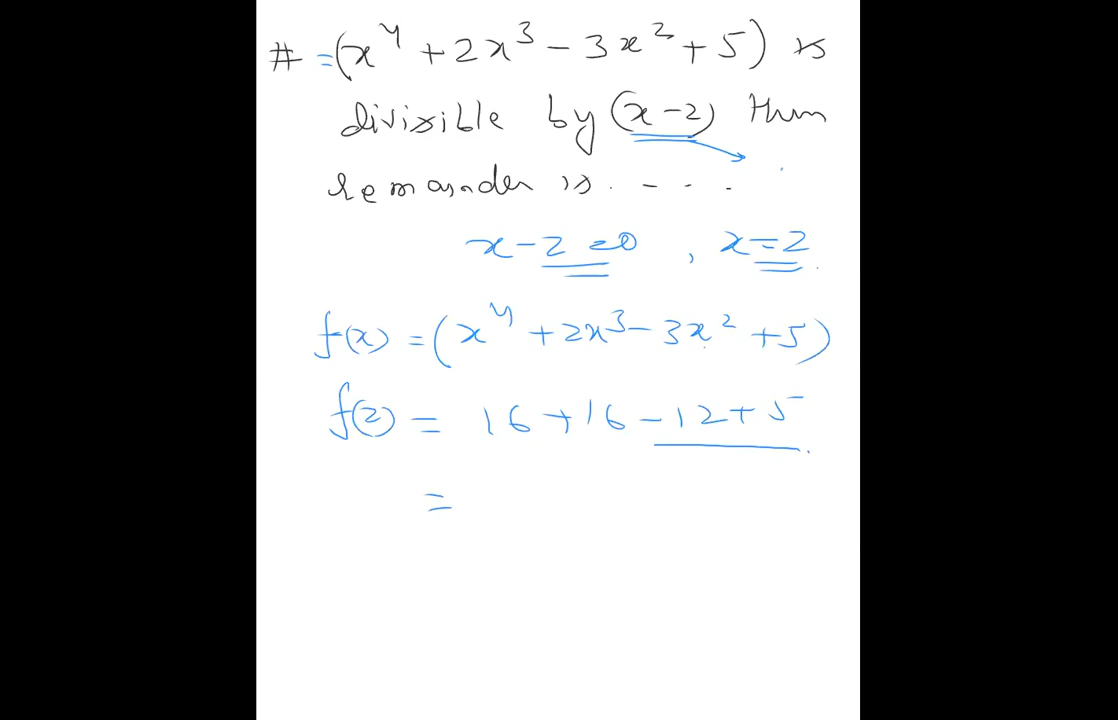 # = (x⁴ + 2x³ - 3x² + 5) is
divisible by (x-2) then
remainder is. - - .
x - 2 = 0 , x = 2
f(x) = (x⁴ + 2x³ - 3x² + 5)
f(2) = 16 + 16 - 12 + 5
=